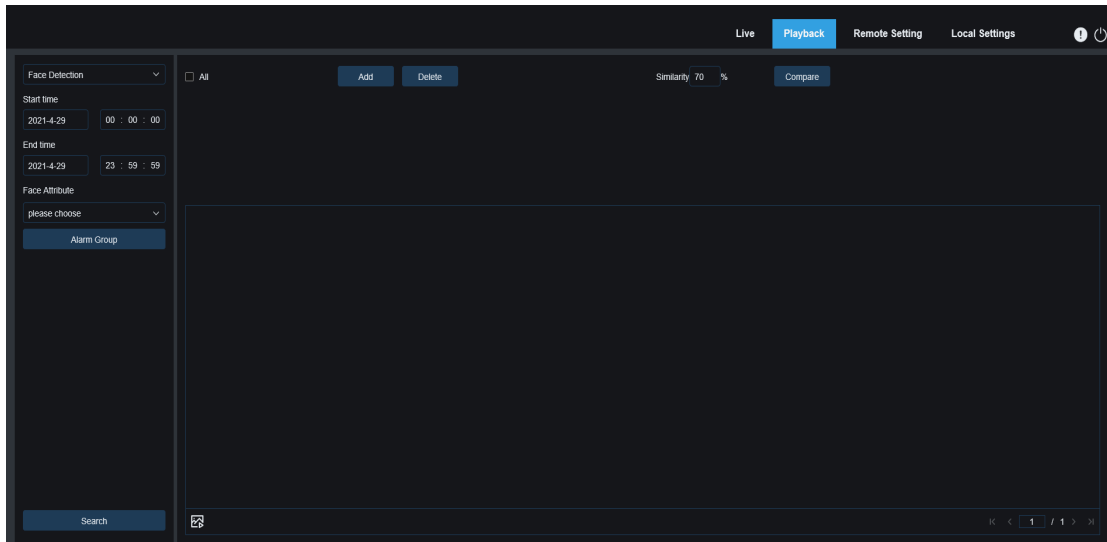 Live Playback Remote Setting Local Settings
Face Detection
All Add Delete Similarity 70 % Compare
Start time
2021-4-29 00 : 00 : 00
End time
2021-4-29 23 : 59 : 59
Face Attribute
please choose
Alarm Group
Search
1 / 1